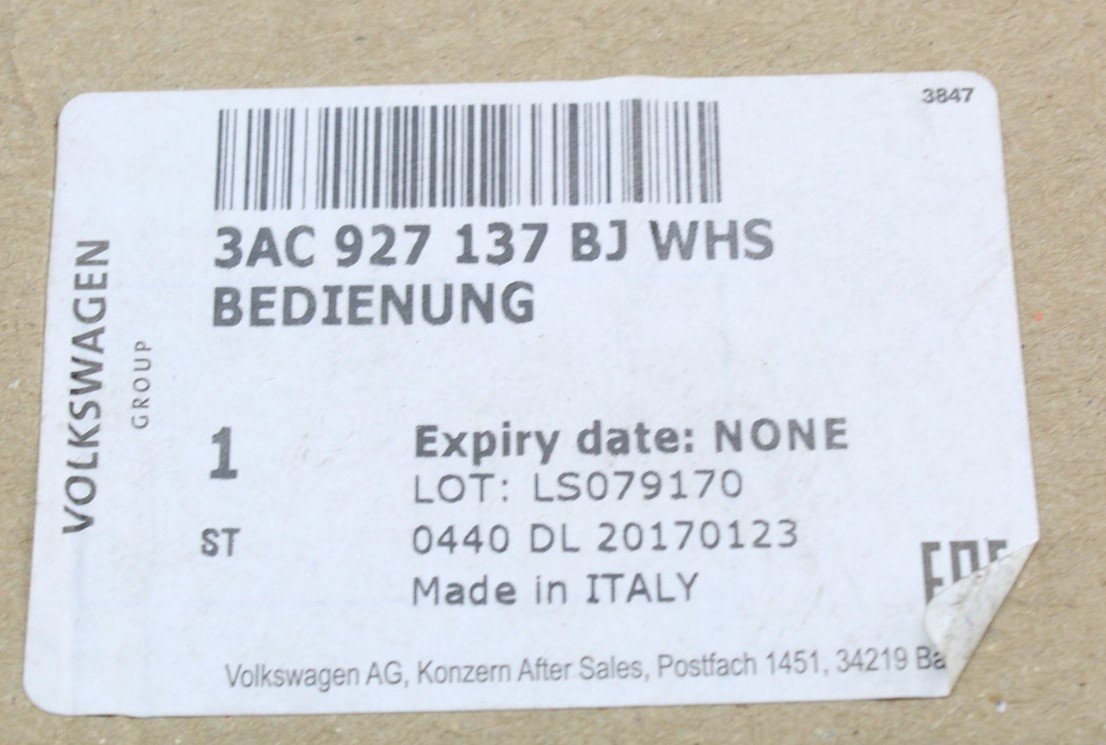 3847
3AC 927 137 BJ WHS
BEDIENUNG
VOLKSWAGEN
GROUP
1
ST
Expiry date: NONE
LOT: LS079170
0440 DL 20170123
Made in ITALY
Volkswagen AG, Konzern After Sales, Postfach 1451, 34219